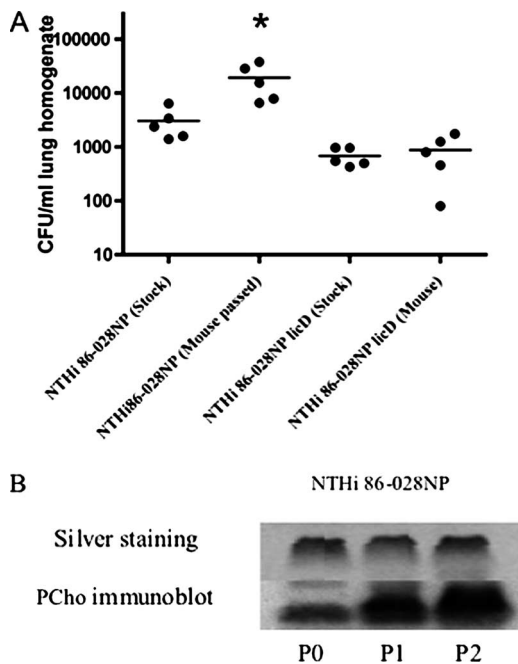 A
*
CFU/ml lung homogenate
100000
10000
1000
100
10
NTHi 86-028NP (Stock)
NTHi86-028NP (Mouse passed)
NTHi 86-028NP licD (Stock)
NTHi 86-028NP licD (Mouse)
B
NTHi 86-028NP
Silver staining
PCho immunoblot
P0 P1 P2